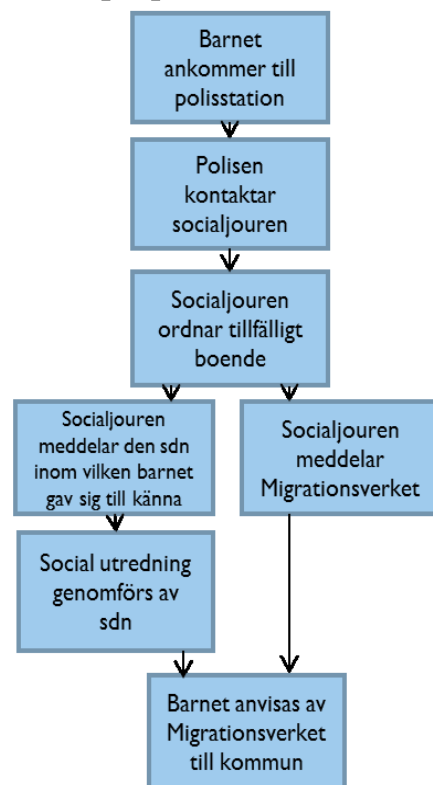 Barnet
ankommer till
polisstation
Polisen
kontaktar
socialjouren
Socialjouren
ordnar tillfälligt
boende
Socialjouren
meddelar den sdn
inom vilken barnet
gav sig till känna
Socialjouren
meddelar
Migrationsverket
Social utredning
genomförs av
sdn
Barnet anvisas av
Migrationsverket
till kommun